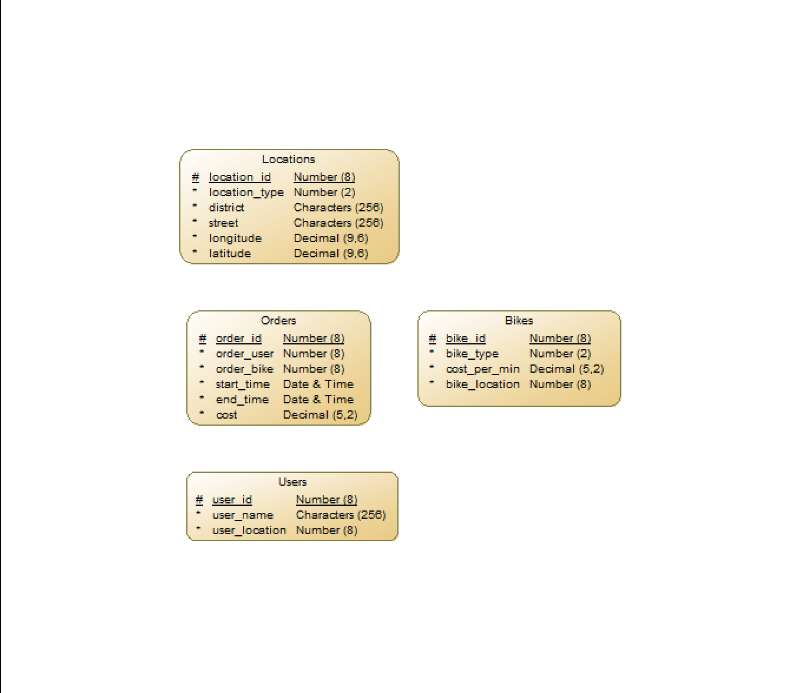 Locations
# location_id Number (8)
* location_type Number (2)
* district Characters (256)
* street Characters (256)
* longitude Decimal (9,6)
* latitude Decimal (9,6)
Orders
# order_id Number (8)
* order_user Number (8)
* order_bike Number (8)
* start_time Date & Time
* end_time Date & Time
* cost Decimal (5,2)
Bikes
# bike_id Number (8)
* bike_type Number (2)
* cost_per_min Decimal (5,2)
* bike_location Number (8)
Users
# user_id Number (8)
* user_name Characters (256)
* user_location Number (8)